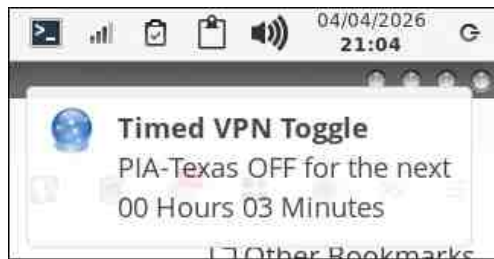 04/04/2026
21:04
Timed VPN Toggle
PIA-Texas OFF for the next
00 Hours 03 Minutes
Other Bookmarks